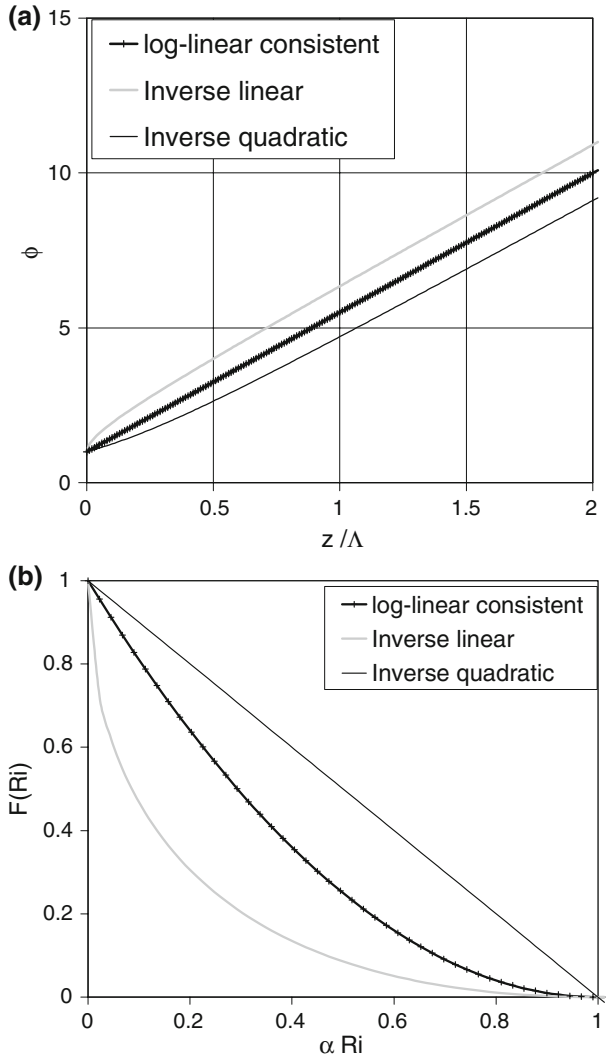 (a)
15
log-linear consistent
Inverse linear
Inverse quadratic
10
ϕ
5
0
0
0.5
1
1.5
2
z /Λ
(b)
1
log-linear consistent
Inverse linear
Inverse quadratic
0.8
0.6
F(Ri)
0.4
0.2
0
0
0.2
0.4
0.6
0.8
1
α Ri